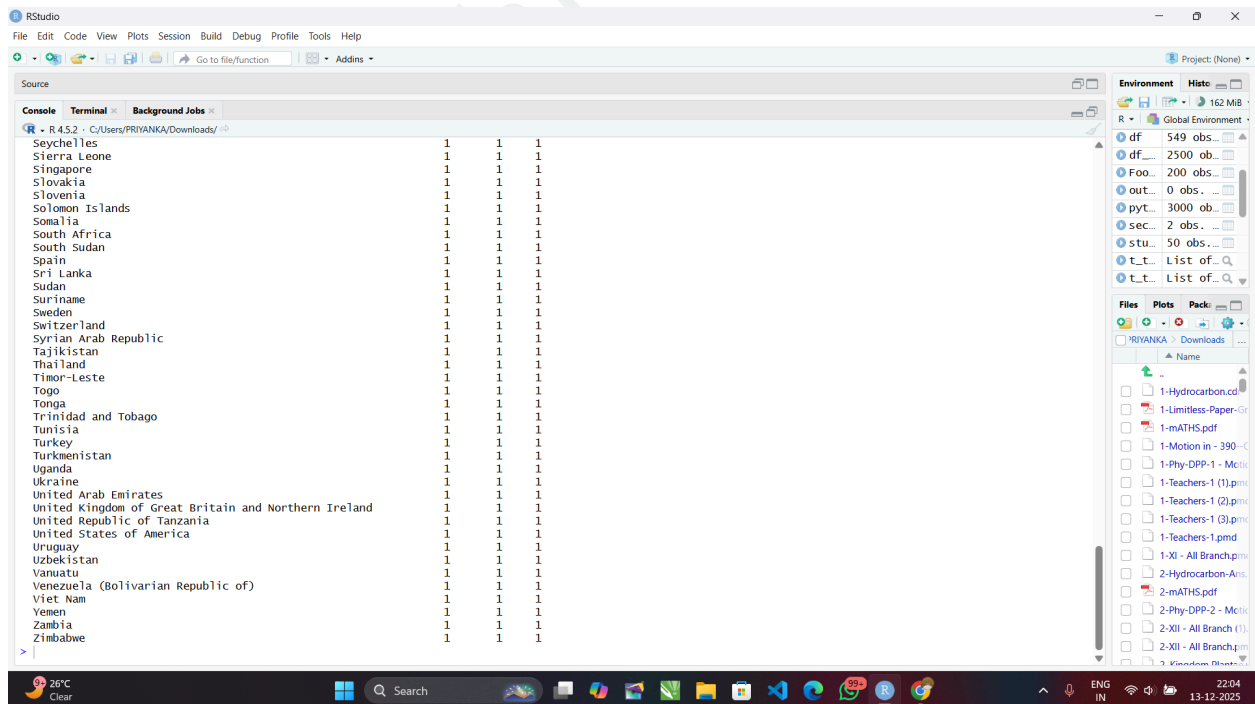 RStudio
File Edit Code View Plots Session Build Debug Profile Tools Help
Go to file/function Addins
Project: (None)
Source
Console Terminal Background Jobs
R 4.5.2 · C:/Users/PRIYANKA/Downloads/
Seychelles 1 1 1
Sierra Leone 1 1 1
Singapore 1 1 1
Slovakia 1 1 1
Slovenia 1 1 1
Solomon Islands 1 1 1
Somalia 1 1 1
South Africa 1 1 1
South Sudan 1 1 1
Spain 1 1 1
Sri Lanka 1 1 1
Sudan 1 1 1
Suriname 1 1 1
Sweden 1 1 1
Switzerland 1 1 1
Syrian Arab Republic 1 1 1
Tajikistan 1 1 1
Thailand 1 1 1
Timor-Leste 1 1 1
Togo 1 1 1
Tonga 1 1 1
Trinidad and Tobago 1 1 1
Tunisia 1 1 1
Turkey 1 1 1
Turkmenistan 1 1 1
Uganda 1 1 1
Ukraine 1 1 1
United Arab Emirates 1 1 1
United Kingdom of Great Britain and Northern Ireland 1 1 1
United Republic of Tanzania 1 1 1
United States of America 1 1 1
Uruguay 1 1 1
Uzbekistan 1 1 1
Vanuatu 1 1 1
Venezuela (Bolivarian Republic of) 1 1 1
Viet Nam 1 1 1
Yemen 1 1 1
Zambia 1 1 1
Zimbabwe 1 1 1
>
Environment Histo
162 MiB
R Global Environment
df 549 obs…
df_… 2500 ob…
Foo… 200 obs…
out… 0 obs. …
pyt… 3000 ob…
sec… 2 obs. …
stu… 50 obs.…
t_t… List of…
t_t… List of…
Files Plots Pack
PRIYANKA > Downloads …
Name
..
1-Hydrocarbon.cd
1-Limitless-Paper-Gr
1-mATHS.pdf
1-Motion in - 390--C
1-Phy-DPP-1 - Motic
1-Teachers-1 (1).pmd
1-Teachers-1 (2).pmd
1-Teachers-1 (3).pmd
1-Teachers-1.pmd
1-XI - All Branch.pmd
2-Hydrocarbon-Ans.
2-mATHS.pdf
2-Phy-DPP-2 - Motic
2-XII - All Branch (1).
2-XII - All Branch.pm
9+ 26°C
Clear
Search
99+
ENG
IN
22:04
13-12-2025